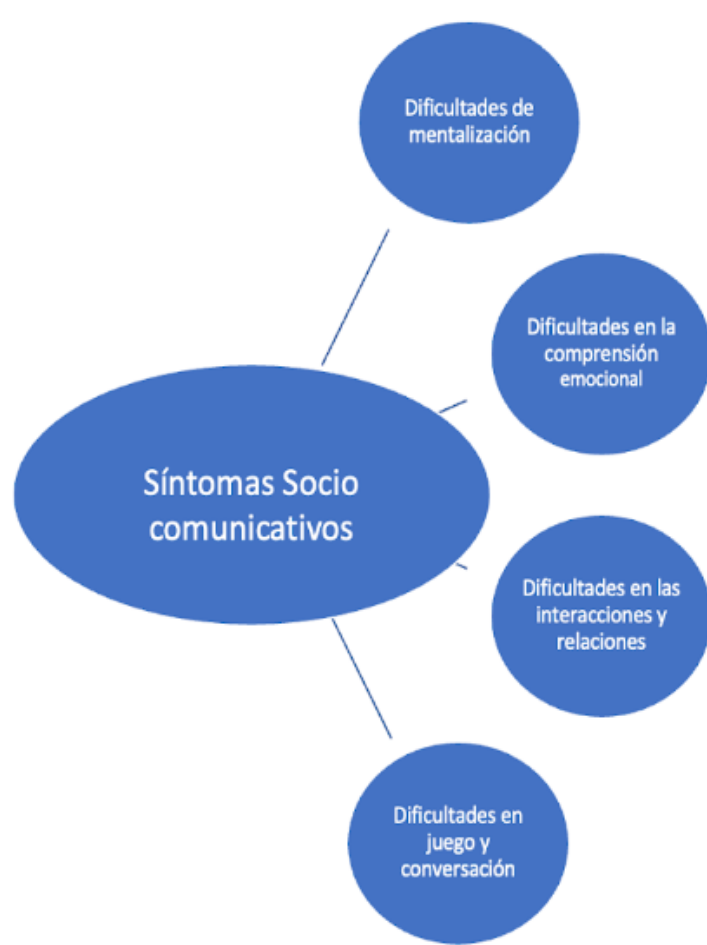 Dificultades de
mentalización
Dificultades en la
comprensión
emocional
Síntomas Socio
comunicativos
Dificultades en las
interacciones y
relaciones
Dificultades en
juego y
conversación